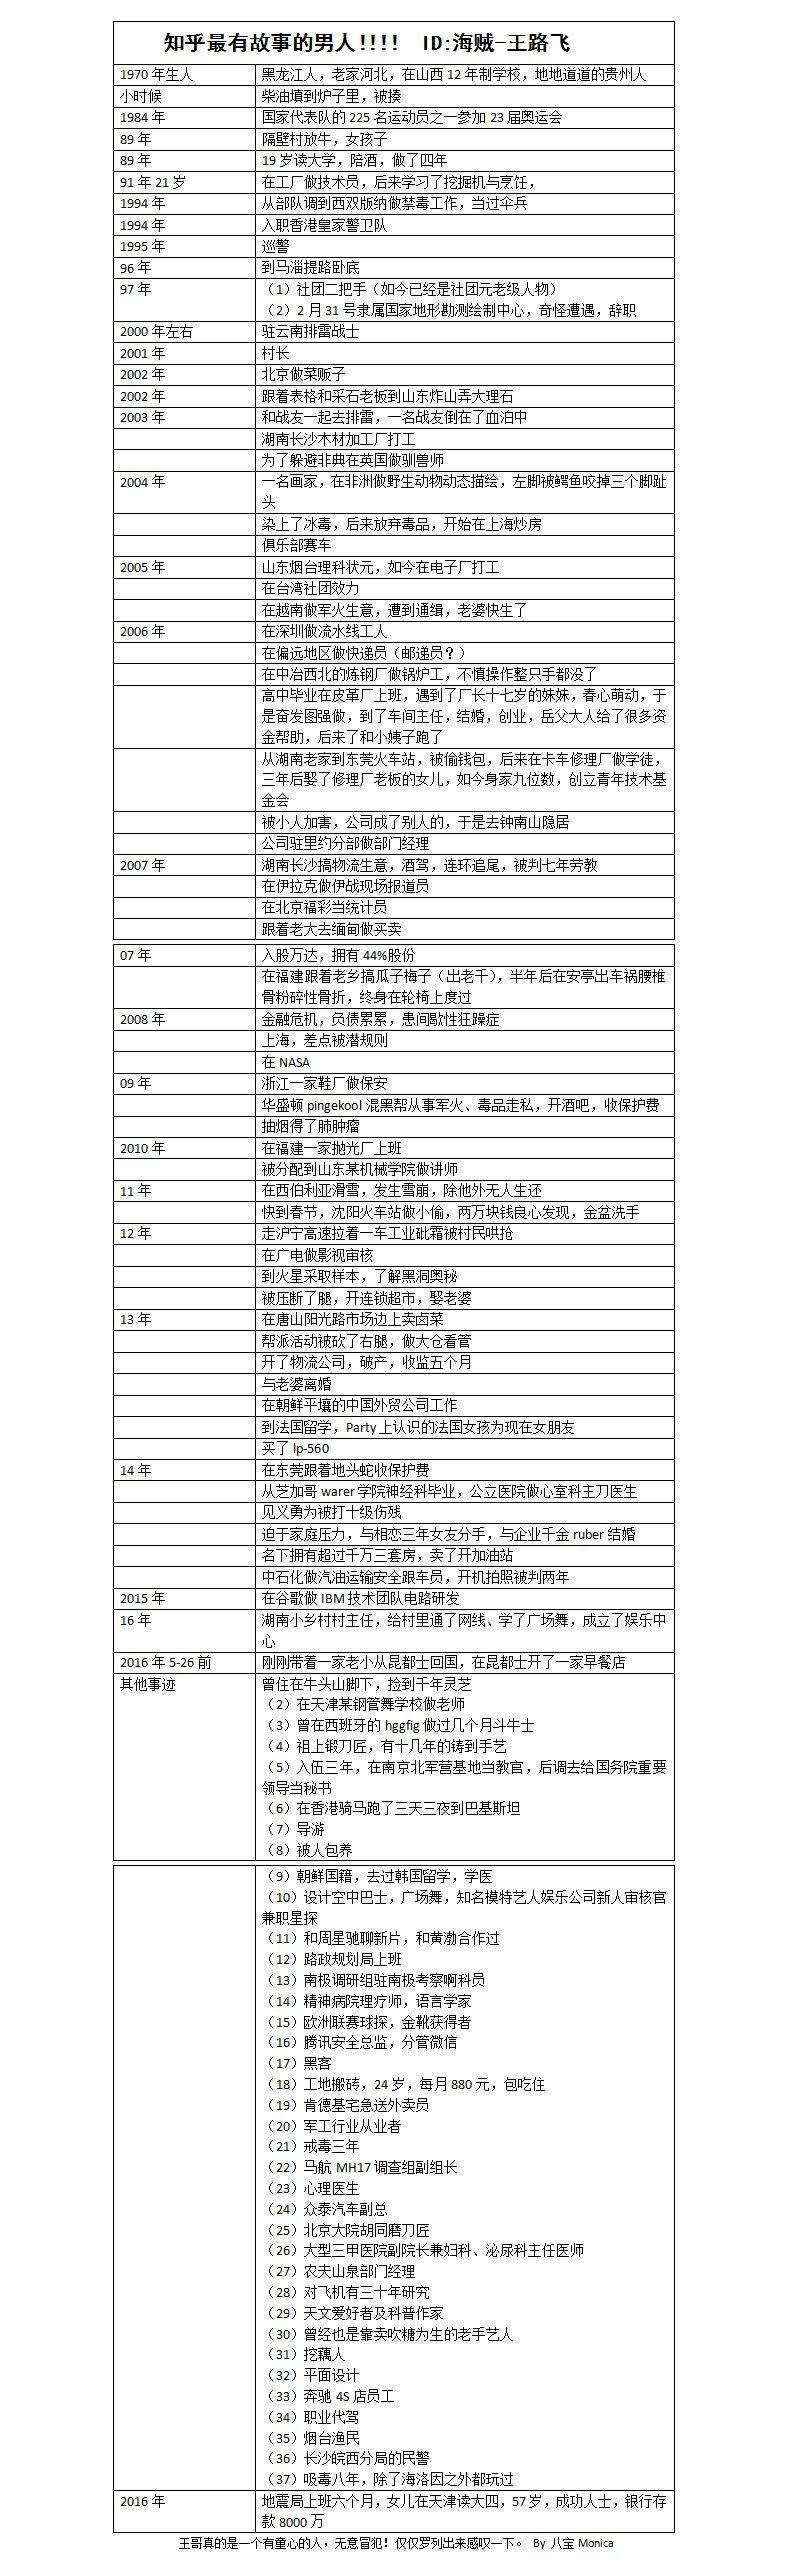 知乎最有故事的男人!!!! ID:海贼-王路飞
1970 年生人 黑龙江人，老家河北，在山西 12 年制学校，地地道道的贵州人
小时候 柴油填到炉子里，被揍
1984 年 国家代表队的 225 名运动员之一参加 23 届奥运会
89 年 隔壁村放牛，女孩子
89 年 19 岁读大学，陪酒，做了四年
91 年 21 岁 在工厂做技术员，后来学习了挖掘机与烹饪，
1994 年 从部队调到西双版纳做禁毒工作，当过伞兵
1994 年 入职香港皇家警卫队
1995 年 巡警
96 年 到马淄提路卧底
97 年 （1）社团二把手（如今已经是社团元老级人物）
（2）2 月 31 号隶属国家地形勘测绘制中心，奇怪遭遇，辞职
2000 年左右 驻云南排雷战士
2001 年 村长
2002 年 北京做菜贩子
2002 年 跟着表格和采石老板到山东炸山弄大理石
2003 年 和战友一起去排雷，一名战友倒在了血泊中
湖南长沙木材加工厂打工
为了躲避非典在英国做驯兽师
2004 年 一名画家，在非洲做野生动物动态描绘，左脚被鳄鱼咬掉三个脚趾
头
染上了冰毒，后来放弃毒品，开始在上海炒房
俱乐部赛车
2005 年 山东烟台理科状元，如今在电子厂打工
在台湾社团效力
在越南做军火生意，遭到通缉，老婆快生了
2006 年 在深圳做流水线工人
在偏远地区做快递员（邮递员？）
在中冶西北的炼钢厂做锅炉工，不慎操作整只手都没了
高中毕业在皮革厂上班，遇到了厂长十七岁的妹妹，春心萌动，于
是奋发图强做，到了车间主任，结婚，创业，岳父大人给了很多资
金帮助，后来了和小姨子跑了
从湖南老家到东莞火车站，被偷钱包，后来在卡车修理厂做学徒，
三年后娶了修理厂老板的女儿，如今身家九位数，创立青年技术基
金会
被小人加害，公司成了别人的，于是去钟南山隐居
公司驻里约分部做部门经理
2007 年 湖南长沙搞物流生意，酒驾，连环追尾，被判七年劳教
在伊拉克做伊战现场报道员
在北京福彩当统计员
跟着老大去缅甸做买卖
07 年 入股万达，拥有 44%股份
在福建跟着老乡搞瓜子梅子（出老千），半年后在安亭出车祸腰椎
骨粉碎性骨折，终身在轮椅上度过
2008 年 金融危机，负债累累，患间歇性狂躁症
上海，差点被潜规则
在 NASA
09 年 浙江一家鞋厂做保安
华盛顿 pingekool 混黑帮从事军火、毒品走私，开酒吧，收保护费
抽烟得了肺肿瘤
2010 年 在福建一家抛光厂上班
被分配到山东某机械学院做讲师
11 年 在西伯利亚滑雪，发生雪崩，除他外无人生还
快到春节，沈阳火车站做小偷，两万块钱良心发现，金盆洗手
12 年 走沪宁高速拉着一车工业砒霜被村民哄抢
在广电做影视审核
到火星采取样本，了解黑洞奥秘
被压断了腿，开连锁超市，娶老婆
13 年 在唐山阳光路市场边上卖卤菜
帮派活动被砍了右腿，做大仓看管
开了物流公司，破产，收监五个月
与老婆离婚
在朝鲜平壤的中国外贸公司工作
到法国留学，Party 上认识的法国女孩为现在女朋友
买了 lp-560
14 年 在东莞跟着地头蛇收保护费
从芝加哥 warer 学院神经科毕业，公立医院做心室科主刀医生
见义勇为被打十级伤残
迫于家庭压力，与相恋三年女友分手，与企业千金 ruber 结婚
名下拥有超过千万三套房，卖了开加油站
中石化做汽油运输安全跟车员，开机拍照被判两年
2015 年 在谷歌做 IBM 技术团队电路研发
16 年 湖南小乡村村主任，给村里通了网线、学了广场舞，成立了娱乐中
心
2016 年 5-26 前 刚刚带着一家老小从昆都士回国，在昆都士开了一家早餐店
其他事迹 曾住在牛头山脚下，捡到千年灵芝
（2）在天津某钢管舞学校做老师
（3）曾在西班牙的 hggfig 做过几个月斗牛士
（4）祖上锻刀匠，有十几年的铸到手艺
（5）入伍三年，在南京北军营基地当教官，后调去给国务院重要
领导当秘书
（6）在香港骑马跑了三天三夜到巴基斯坦
（7）导游
（8）被人包养
（9）朝鲜国籍，去过韩国留学，学医
（10）设计空中巴士，广场舞，知名模特艺人娱乐公司新人审核官
兼职星探
（11）和周星驰聊新片，和黄渤合作过
（12）路政规划局上班
（13）南极调研组驻南极考察啊科员
（14）精神病院理疗师，语言学家
（15）欧洲联赛球探，金靴获得者
（16）腾讯安全总监，分管微信
（17）黑客
（18）工地搬砖，24 岁，每月 880 元，包吃住
（19）肯德基宅急送外卖员
（20）军工行业从业者
（21）戒毒三年
（22）马航 MH17 调查组副组长
（23）心理医生
（24）众泰汽车副总
（25）北京大院胡同磨刀匠
（26）大型三甲医院副院长兼妇科、泌尿科主任医师
（27）农夫山泉部门经理
（28）对飞机有三十年研究
（29）天文爱好者及科普作家
（30）曾经也是靠卖吹糖为生的老手艺人
（31）挖藕人
（32）平面设计
（33）奔驰 4S 店员工
（34）职业代驾
（35）烟台渔民
（36）长沙皖西分局的民警
（37）吸毒八年，除了海洛因之外都玩过
2016 年 地震局上班六个月，女儿在天津读大四，57 岁，成功人士，银行存
款 8000 万
王哥真的是一个有童心的人，无意冒犯！仅仅罗列出来感叹一下。 By 八宝 Monica